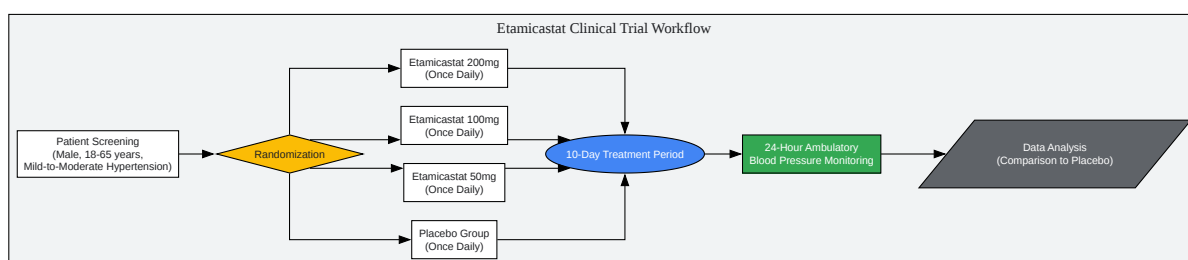 Etamicastat Clinical Trial Workflow
Etamicastat 200mg
(Once Daily)
Etamicastat 100mg
(Once Daily)
Patient Screening
(Male, 18-65 years,
Mild-to-Moderate Hypertension)
Randomization
10-Day Treatment Period
24-Hour Ambulatory
Blood Pressure Monitoring
Data Analysis
(Comparison to Placebo)
Etamicastat 50mg
(Once Daily)
Placebo Group
(Once Daily)